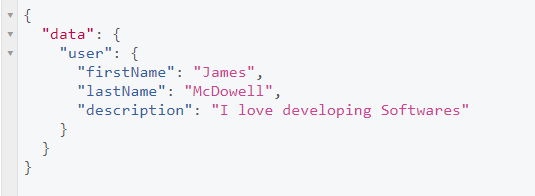 {
  "data": {
    "user": {
      "firstName": "James",
      "lastName": "McDowell",
      "description": "I love developing Softwares"
    }
  }
}